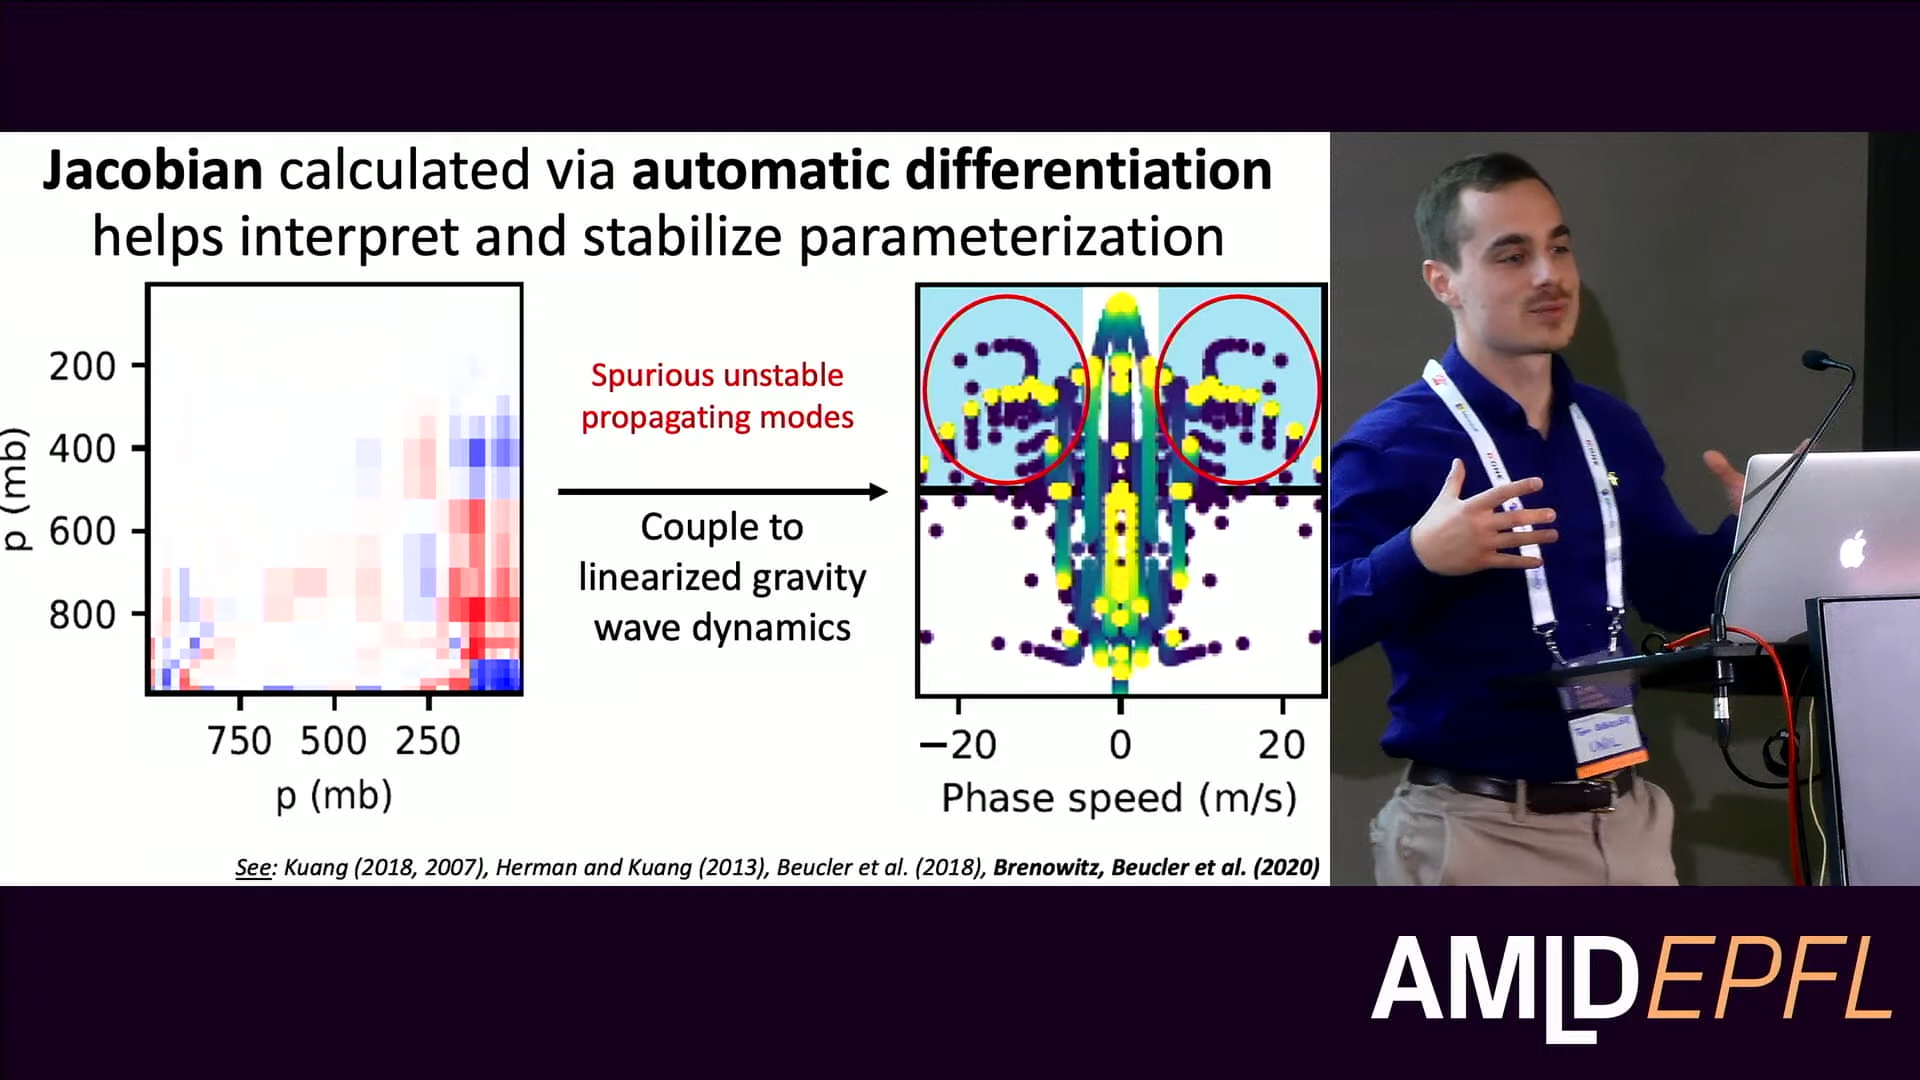 Jacobian calculated via automatic differentiation
helps interpret and stabilize parameterization
200
400
600
800
p (mb)
750 500 250
p (mb)
Spurious unstable
propagating modes
Couple to
linearized gravity
wave dynamics
−20 0 20
Phase speed (m/s)
See: Kuang (2018, 2007), Herman and Kuang (2013), Beucler et al. (2018), Brenowitz, Beucler et al. (2020)
UNIL
AMLDEPFL